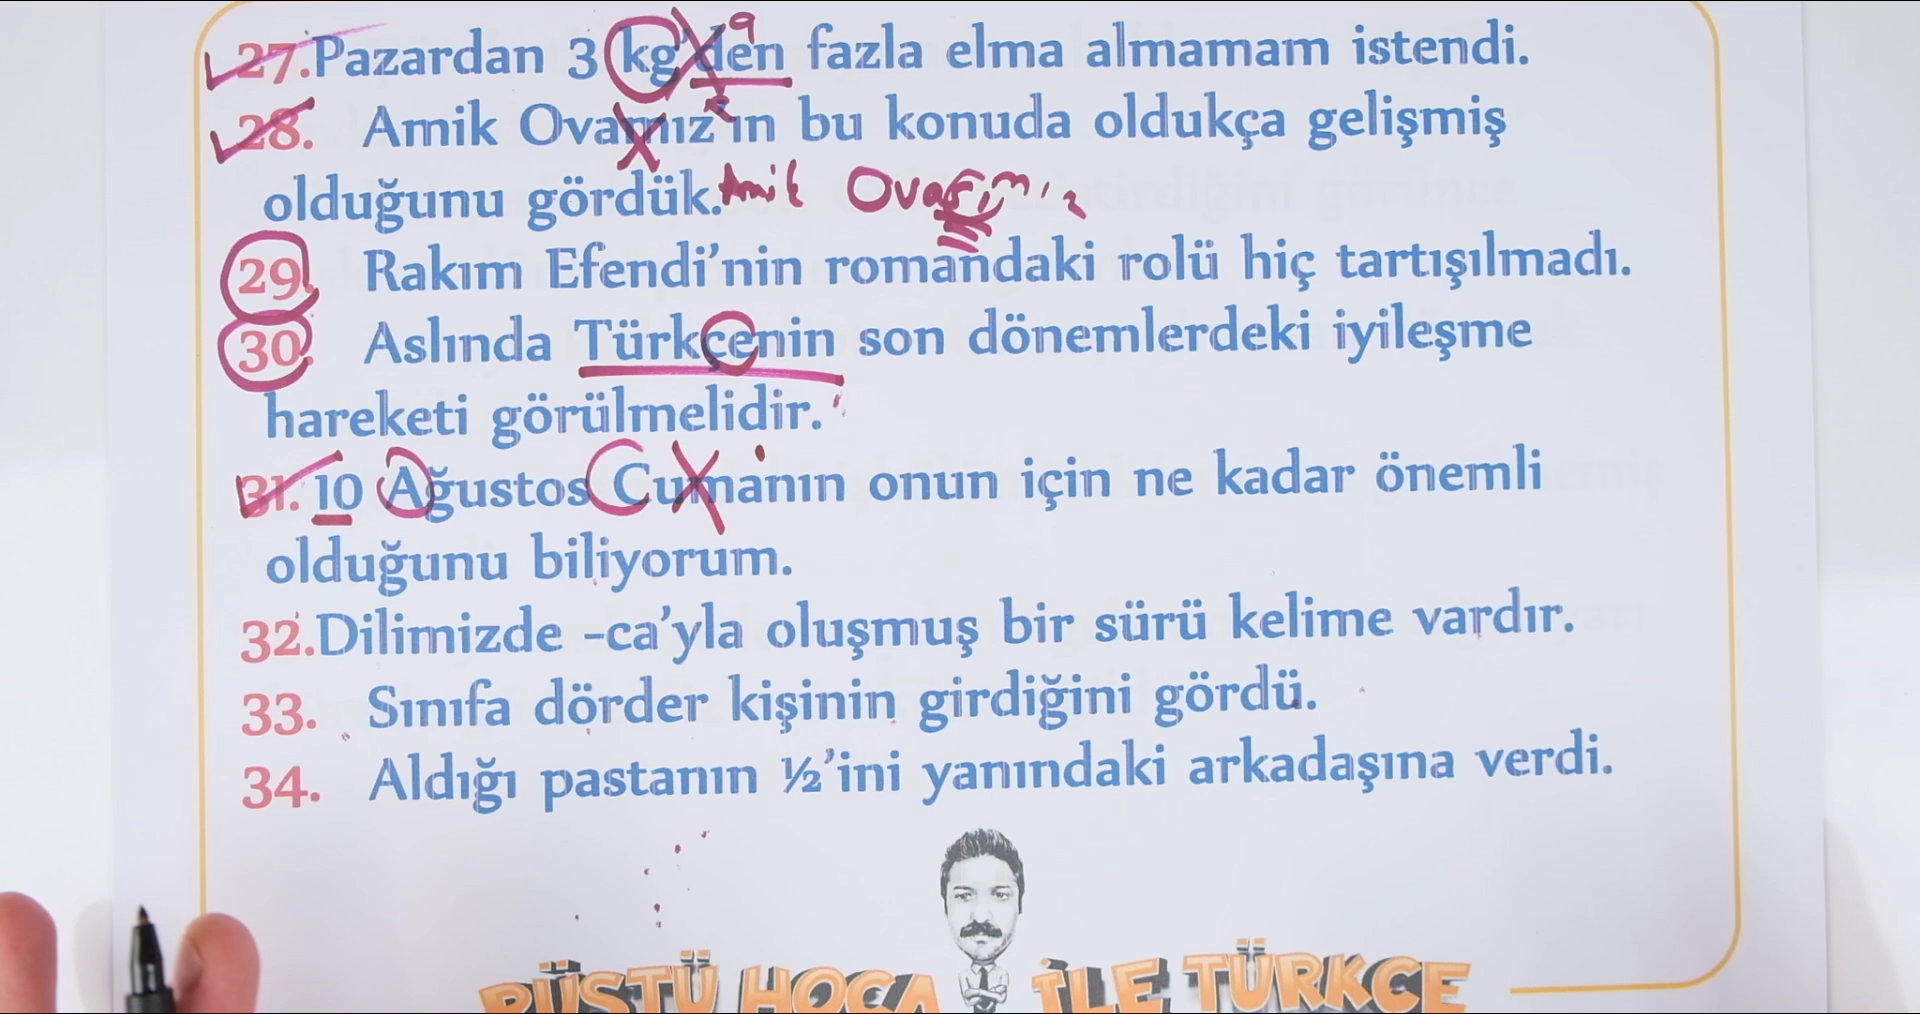 27.Pazardan 3 kg'den fazla elma almamam istendi.
a
28. Amik Ovamız'ın bu konuda oldukça gelişmiş
olduğunu gördük.
Amik Ovamız
29. Rakım Efendi'nin romandaki rolü hiç tartışılmadı.
30. Aslında Türkçenin son dönemlerdeki iyileşme
hareketi görülmelidir.
31. 10 Ağustos Cumanın onun için ne kadar önemli
olduğunu biliyorum.
32.Dilimizde -ca'yla oluşmuş bir sürü kelime vardır.
33. Sınıfa dörder kişinin girdiğini gördü.
34. Aldığı pastanın ½'ini yanındaki arkadaşına verdi.
RÜŞTÜ HOCA İLE TÜRKÇE